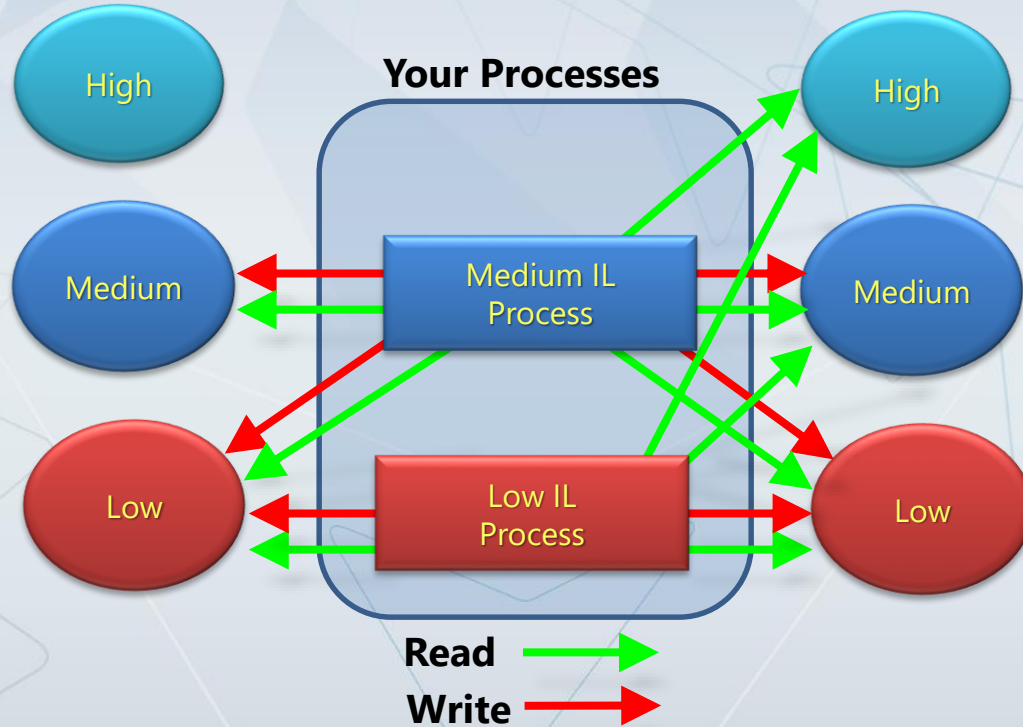 Your Processes
High
High
Medium IL
Process
Medium
Medium
Low IL
Process
Low
Low
Read
Write